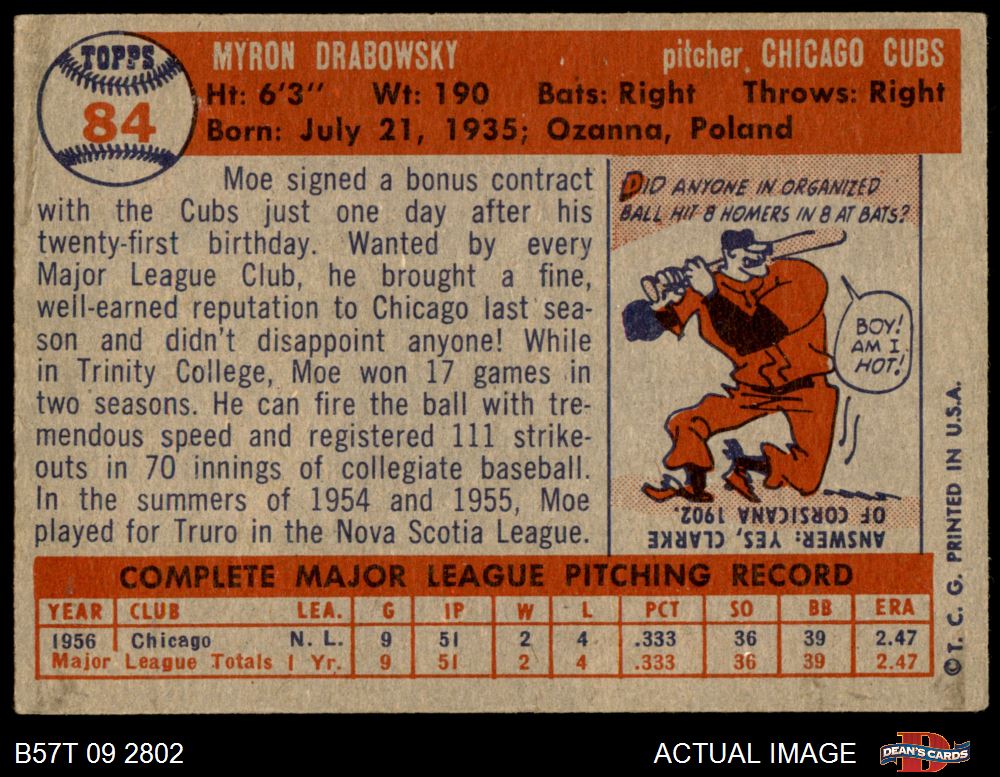 TOPPS
84
MYRON DRABOWSKY pitcher, CHICAGO CUBS
Ht: 6'3" Wt: 190 Bats: Right Throws: Right
Born: July 21, 1935; Ozanna, Poland
Moe signed a bonus contract
with the Cubs just one day after his
twenty-first birthday. Wanted by every
Major League Club, he brought a fine,
well-earned reputation to Chicago last sea-
son and didn't disappoint anyone! While
in Trinity College, Moe won 17 games in
two seasons. He can fire the ball with tre-
mendous speed and registered 111 strike-
outs in 70 innings of collegiate baseball.
In the summers of 1954 and 1955, Moe
played for Truro in the Nova Scotia League.
DID ANYONE IN ORGANIZED
BALL HIT 8 HOMERS IN 8 AT BATS?
BOY!
AM I
HOT!
ANSWER: YES, CLARKE
OF CORSICANA 1902.
COMPLETE MAJOR LEAGUE PITCHING RECORD
YEAR CLUB LEA. G IP W L PCT SO BB ERA
1956 Chicago N. L. 9 51 2 4 .333 36 39 2.47
Major League Totals 1 Yr. 9 51 2 4 .333 36 39 2.47
© T. C. G. PRINTED IN U.S.A.
B57T 09 2802 ACTUAL IMAGE
D
DEAN'S CARDS